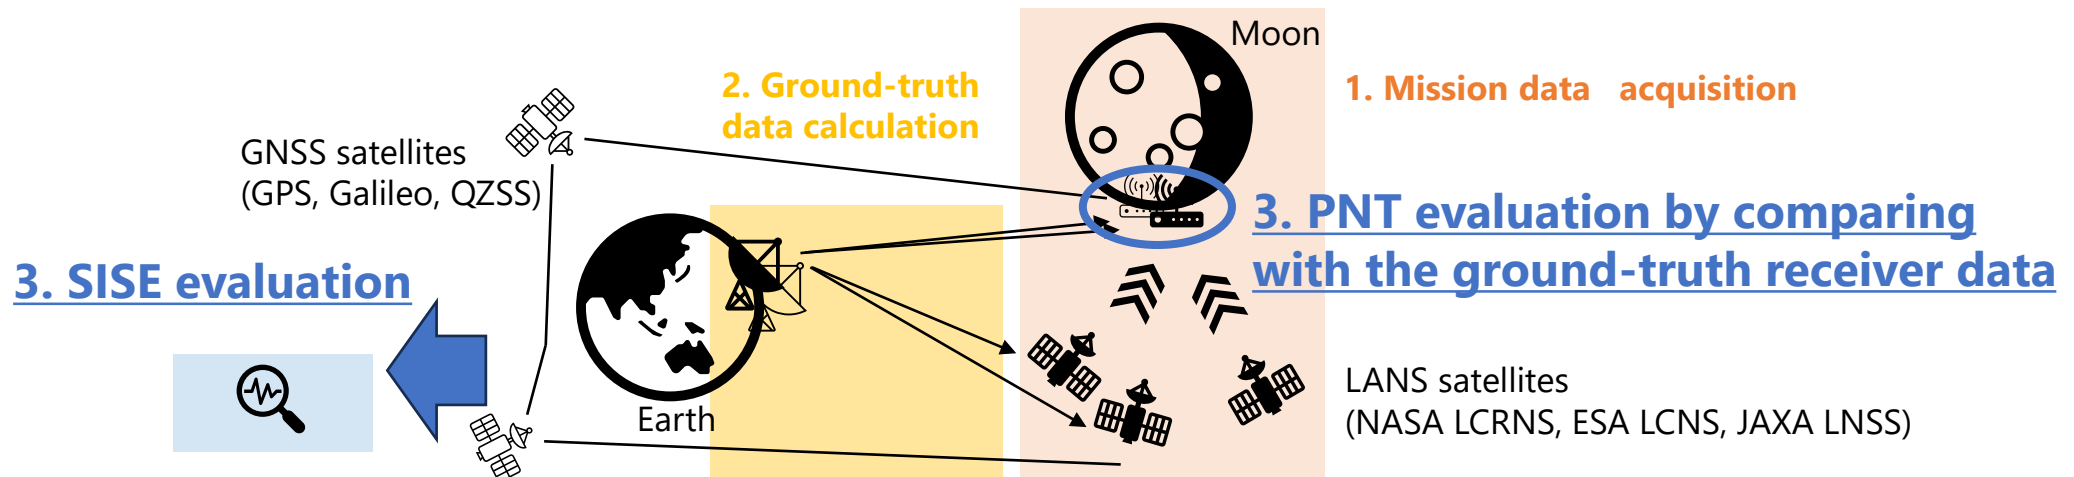 Moon
2. Ground-truth
data calculation
1. Mission data acquisition
GNSS satellites
(GPS, Galileo, QZSS)
3. PNT evaluation by comparing
with the ground-truth receiver data
3. SISE evaluation
Earth
LANS satellites
(NASA LCRNS, ESA LCNS, JAXA LNSS)